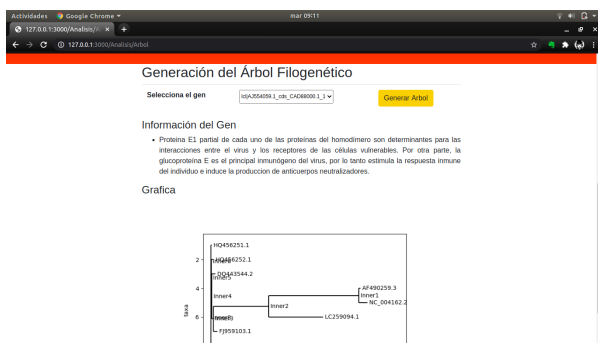 Actividades Google Chrome mar 09:11
127.0.0.1:3000/Analisis/A
127.0.0.1:3000/Analisis/Arbol
Generación del Árbol Filogenético
Selecciona el gen
lcl|AJ554059.1_cds_CAD88000.1_1
Generar Arbol
Información del Gen
• Proteina E1 partial de cada uno de las proteínas del homodímero son determinantes para las
interacciones entre el virus y los receptores de las células vulnerables. Por otra parte, la
glucoproteína E es el principal inmunógeno del virus, por lo tanto estimula la respuesta inmune
del individuo e induce la produccion de anticuerpos neutralizadores.
Grafica
HQ456251.1
2
HQ456252.1
DQ443544.2
Inner5
4
AF490259.3
Inner4
Inner1
NC_004162.2
Inner2
taxa
6
LC259094.1
FJ959103.1